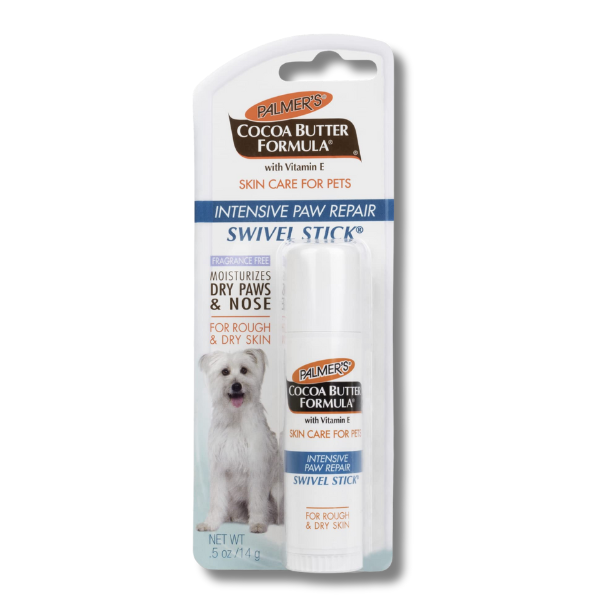 PALMER'S®
COCOA BUTTER
FORMULA®
with Vitamin E
SKIN CARE FOR PETS
INTENSIVE PAW REPAIR
SWIVEL STICK®
FRAGRANCE FREE
MOISTURIZES
DRY PAWS
& NOSE
FOR ROUGH
& DRY SKIN
NET WT
.5 oz/14 g
PALMER'S®
COCOA BUTTER
FORMULA®
with Vitamin E
SKIN CARE FOR PETS
INTENSIVE
PAW REPAIR
SWIVEL STICK®
FOR ROUGH
& DRY SKIN